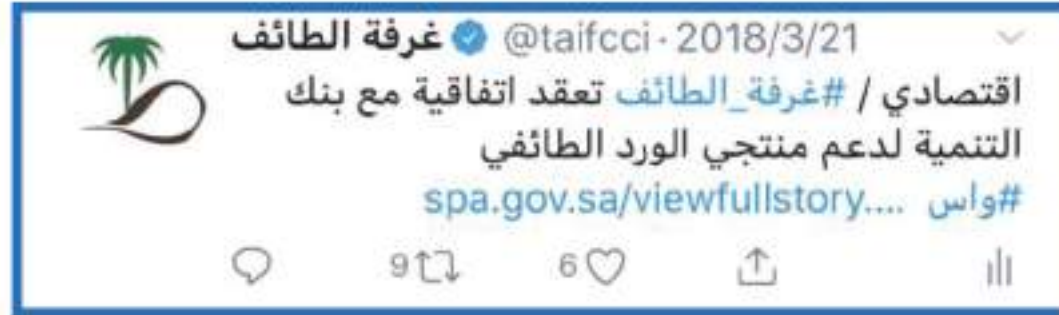 غرفة الطائف @taifcci · 2018/3/21
اقتصادي / #غرفة_الطائف تعقد اتفاقية مع بنك
التنمية لدعم منتجي الورد الطائفي
#واس spa.gov.sa/viewfullstory....
9 6